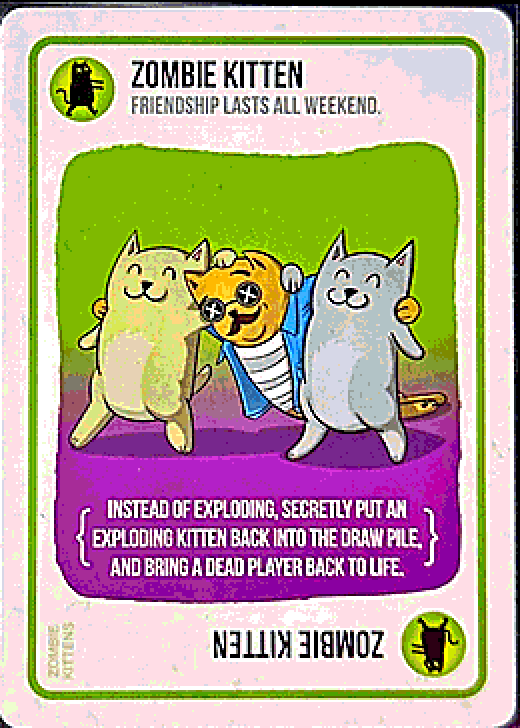 ZOMBIE KITTEN
FRIENDSHIP LASTS ALL WEEKEND.
INSTEAD OF EXPLODING, SECRETLY PUT AN
EXPLODING KITTEN BACK INTO THE DRAW PILE,
AND BRING A DEAD PLAYER BACK TO LIFE.
ZOMBIE
KITTENS
ZOMBIE KITTEN